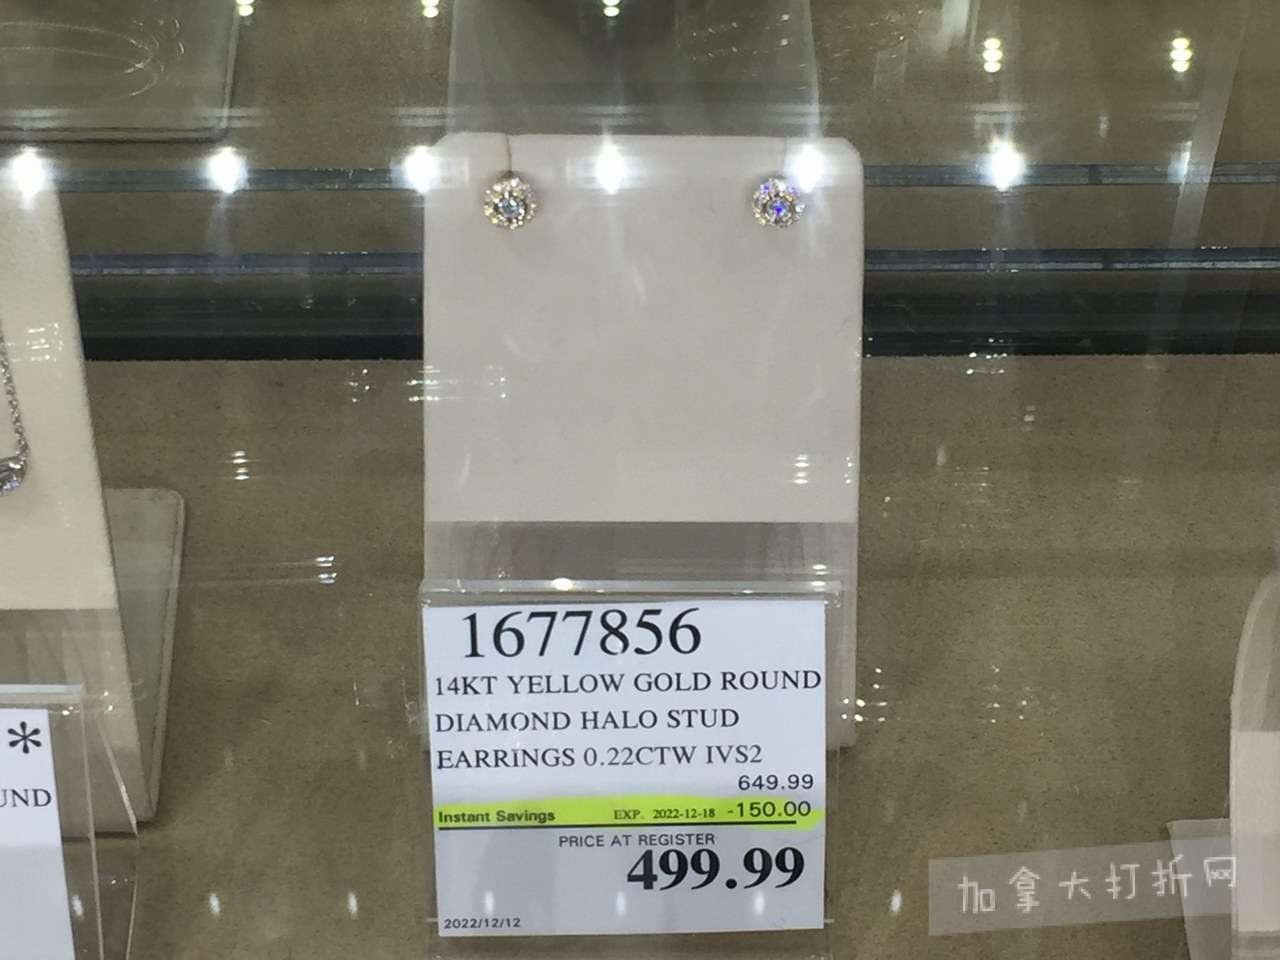 1677856
14KT YELLOW GOLD ROUND
DIAMOND HALO STUD
EARRINGS 0.22CTW IVS2
649.99
Instant Savings EXP. 2022-12-18 -150.00
PRICE AT REGISTER
499.99
2022/12/12
*
UND
加拿大打折网